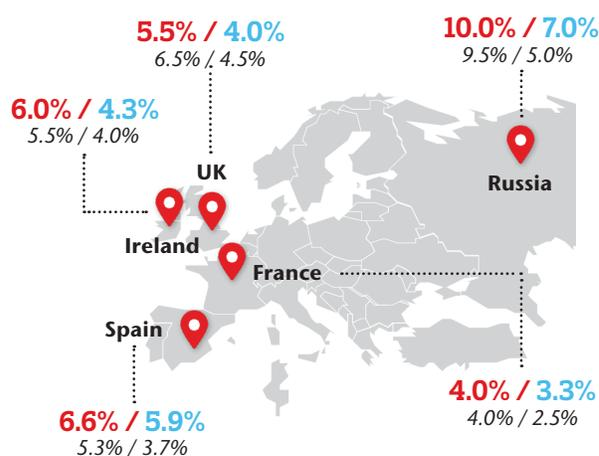 5.5% / 4.0%
6.5% / 4.5%
10.0% / 7.0%
9.5% / 5.0%
6.0% / 4.3%
5.5% / 4.0%
UK
Russia
Ireland
France
Spain
6.6% / 5.9%
5.3% / 3.7%
4.0% / 3.3%
4.0% / 2.5%